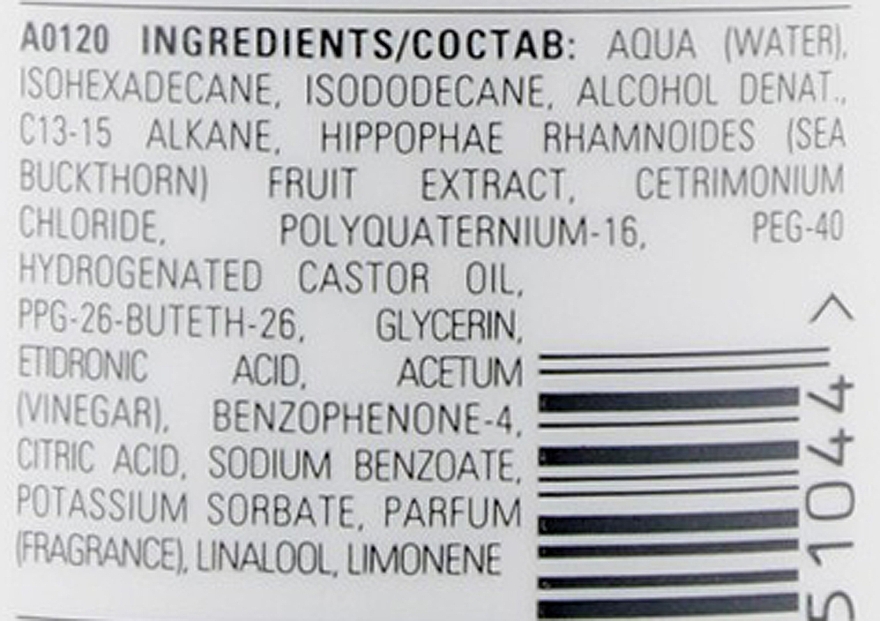 A0120 INGREDIENTS/COCTAB: AQUA (WATER),
ISOHEXADECANE, ISODODECANE, ALCOHOL DENAT.,
C13-15 ALKANE, HIPPOPHAE RHAMNOIDES (SEA
BUCKTHORN) FRUIT EXTRACT, CETRIMONIUM
CHLORIDE, POLYQUATERNIUM-16, PEG-40
HYDROGENATED CASTOR OIL,
PPG-26-BUTETH-26, GLYCERIN,
ETIDRONIC ACID, ACETUM
(VINEGAR), BENZOPHENONE-4,
CITRIC ACID, SODIUM BENZOATE,
POTASSIUM SORBATE, PARFUM
(FRAGRANCE), LINALOOL, LIMONENE
51044 >